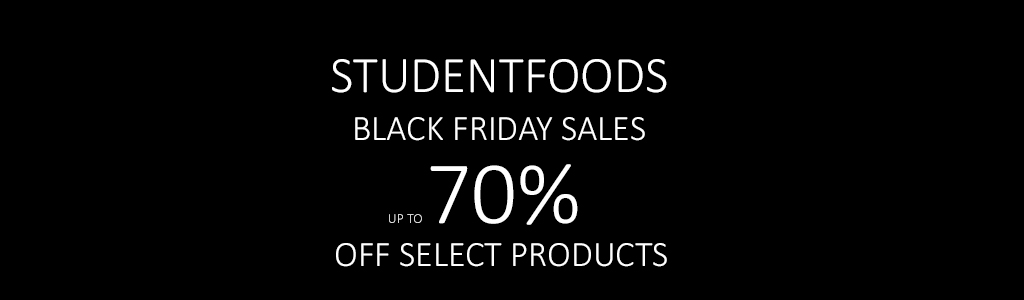 STUDENTFOODS
BLACK FRIDAY SALES
UP TO 70%
OFF SELECT PRODUCTS